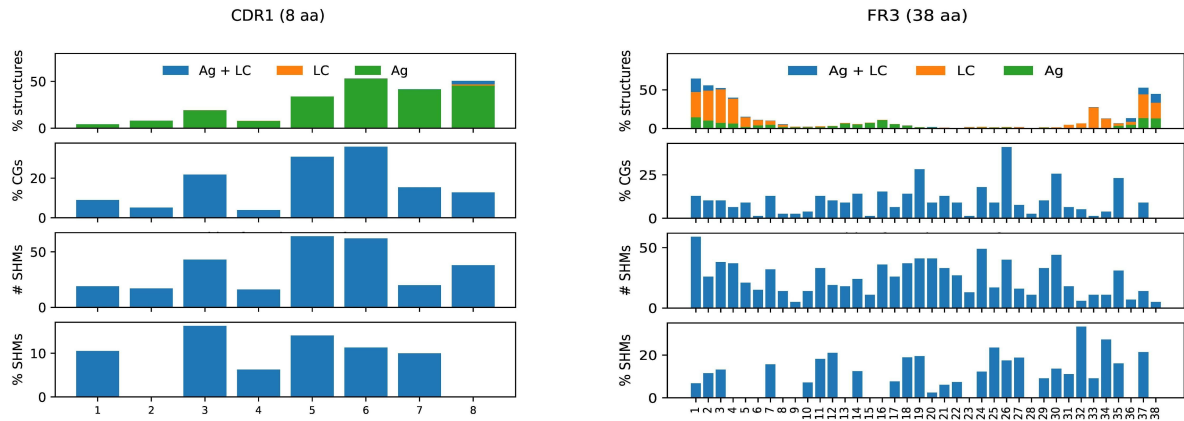 CDR1 (8 aa)
% structures
50
0
Ag + LC
LC
Ag
% CGs
20
0
# SHMs
50
0
% SHMs
10
0
1 2 3 4 5 6 7 8
FR3 (38 aa)
% structures
50
0
Ag + LC
LC
Ag
% CGs
25
0
# SHMs
50
0
% SHMs
20
0
1 2 3 4 5 6 7 8 9 10 11 12 13 14 15 16 17 18 19 20 21 22 23 24 25 26 27 28 29 30 31 32 33 34 35 36 37 38